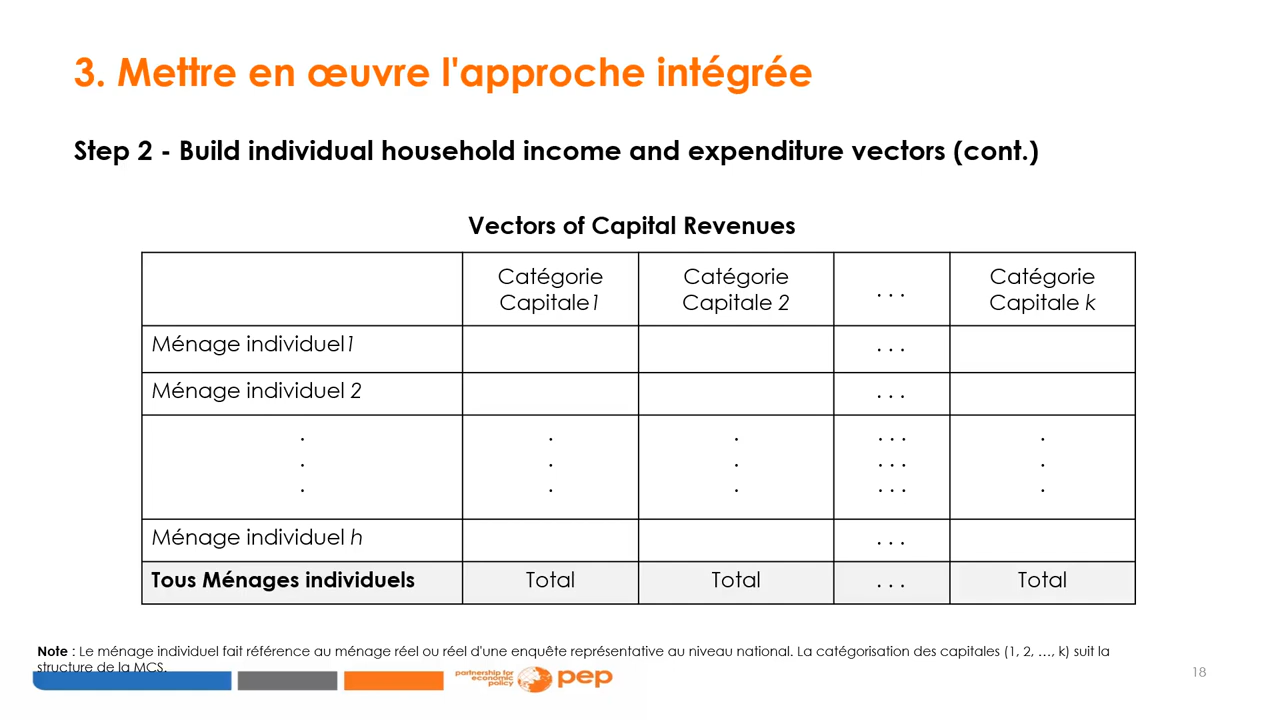 3. Mettre en œuvre l'approche intégrée
Step 2 - Build individual household income and expenditure vectors (cont.)
Vectors of Capital Revenues
Catégorie Capitale1
Catégorie Capitale 2
. . .
Catégorie Capitale k
Ménage individuel1
. . .
Ménage individuel 2
. . .
. . . . . . .
. . . . . . .
. . . . . . .
Ménage individuel h
. . .
Tous Ménages individuels
Total
Total
. . .
Total
Note : Le ménage individuel fait référence au ménage réel ou réel d'une enquête représentative au niveau national. La catégorisation des capitales (1, 2, …, k) suit la
structure de la MCS.
partnership for
economic
policy
pep
18